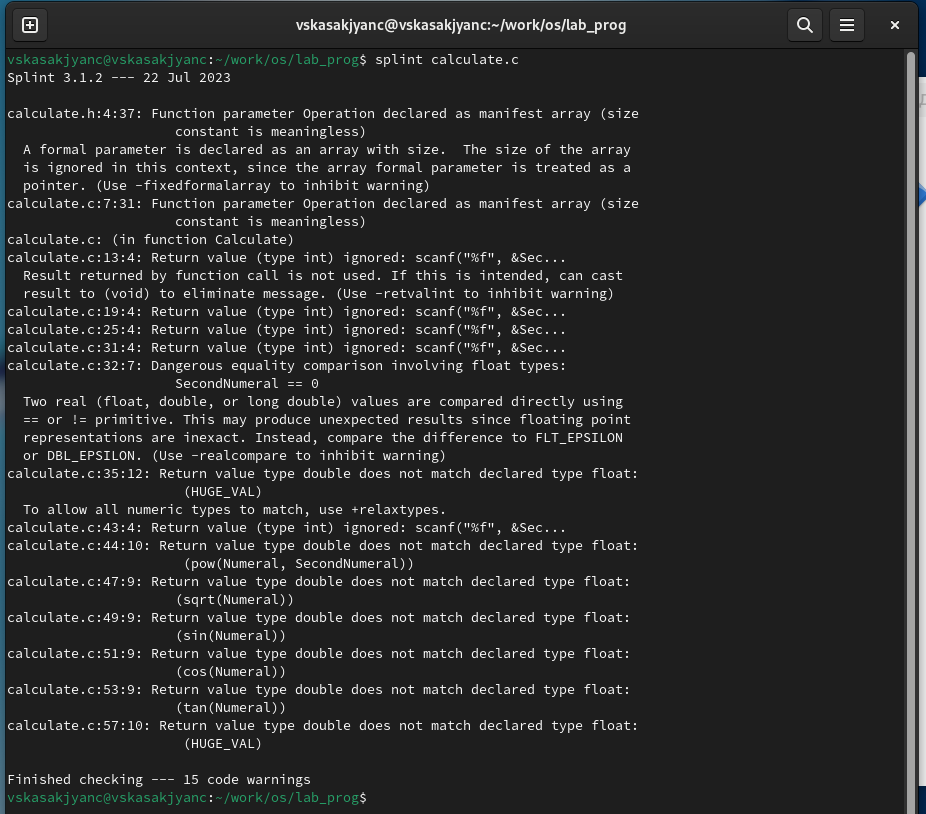 vskasakjyanc@vskasakjyanc:~/work/os/lab_prog
vskasakjyanc@vskasakjyanc:~/work/os/lab_prog$ splint calculate.c
Splint 3.1.2 --- 22 Jul 2023

calculate.h:4:37: Function parameter Operation declared as manifest array (size
                     constant is meaningless)
  A formal parameter is declared as an array with size.  The size of the array
  is ignored in this context, since the array formal parameter is treated as a
  pointer. (Use -fixedformalarray to inhibit warning)
calculate.c:7:31: Function parameter Operation declared as manifest array (size
                     constant is meaningless)
calculate.c: (in function Calculate)
calculate.c:13:4: Return value (type int) ignored: scanf("%f", &Sec...
  Result returned by function call is not used. If this is intended, can cast
  result to (void) to eliminate message. (Use -retvalint to inhibit warning)
calculate.c:19:4: Return value (type int) ignored: scanf("%f", &Sec...
calculate.c:25:4: Return value (type int) ignored: scanf("%f", &Sec...
calculate.c:31:4: Return value (type int) ignored: scanf("%f", &Sec...
calculate.c:32:7: Dangerous equality comparison involving float types:
                     SecondNumeral == 0
  Two real (float, double, or long double) values are compared directly using
  == or != primitive. This may produce unexpected results since floating point
  representations are inexact. Instead, compare the difference to FLT_EPSILON
  or DBL_EPSILON. (Use -realcompare to inhibit warning)
calculate.c:35:12: Return value type double does not match declared type float:
                      (HUGE_VAL)
  To allow all numeric types to match, use +relaxtypes.
calculate.c:43:4: Return value (type int) ignored: scanf("%f", &Sec...
calculate.c:44:10: Return value type double does not match declared type float:
                      (pow(Numeral, SecondNumeral))
calculate.c:47:9: Return value type double does not match declared type float:
                     (sqrt(Numeral))
calculate.c:49:9: Return value type double does not match declared type float:
                     (sin(Numeral))
calculate.c:51:9: Return value type double does not match declared type float:
                     (cos(Numeral))
calculate.c:53:9: Return value type double does not match declared type float:
                     (tan(Numeral))
calculate.c:57:10: Return value type double does not match declared type float:
                      (HUGE_VAL)

Finished checking --- 15 code warnings
vskasakjyanc@vskasakjyanc:~/work/os/lab_prog$